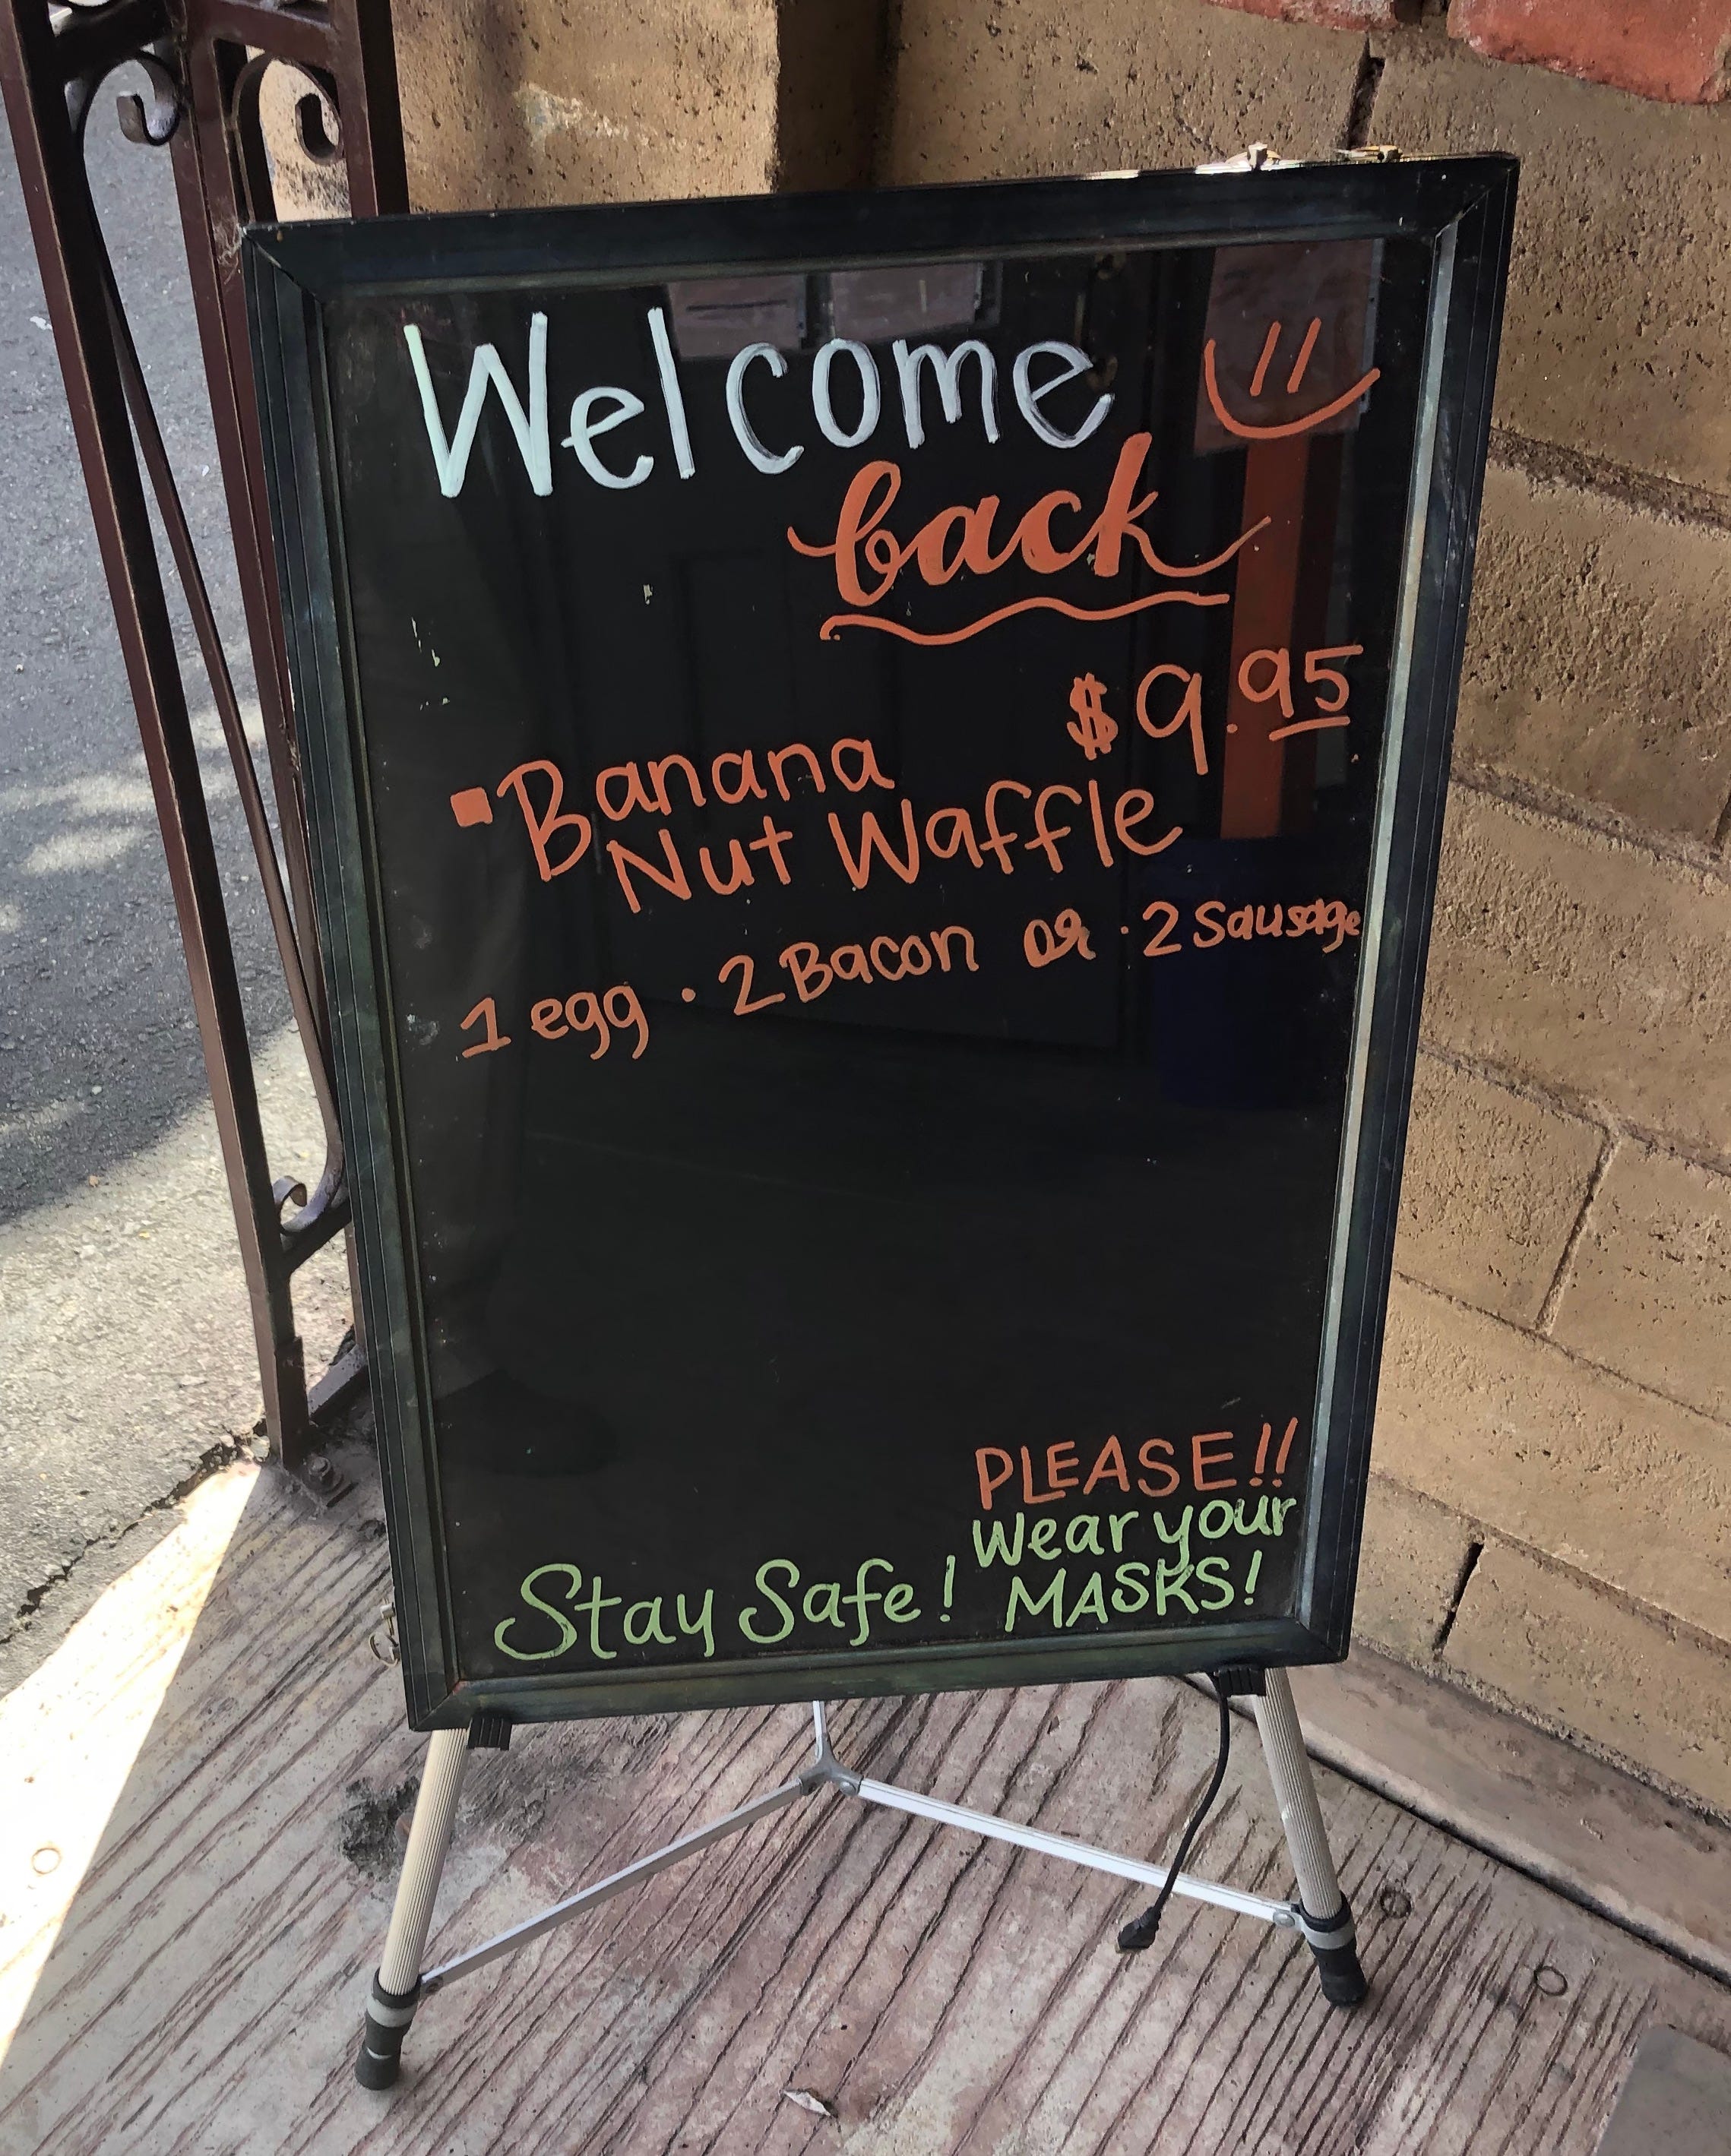 Welcome
back
$9.95
Banana
Nut Waffle
1 egg · 2 Bacon OR · 2 Sausage
PLEASE!!
Wear your
MASKS!
Stay Safe!